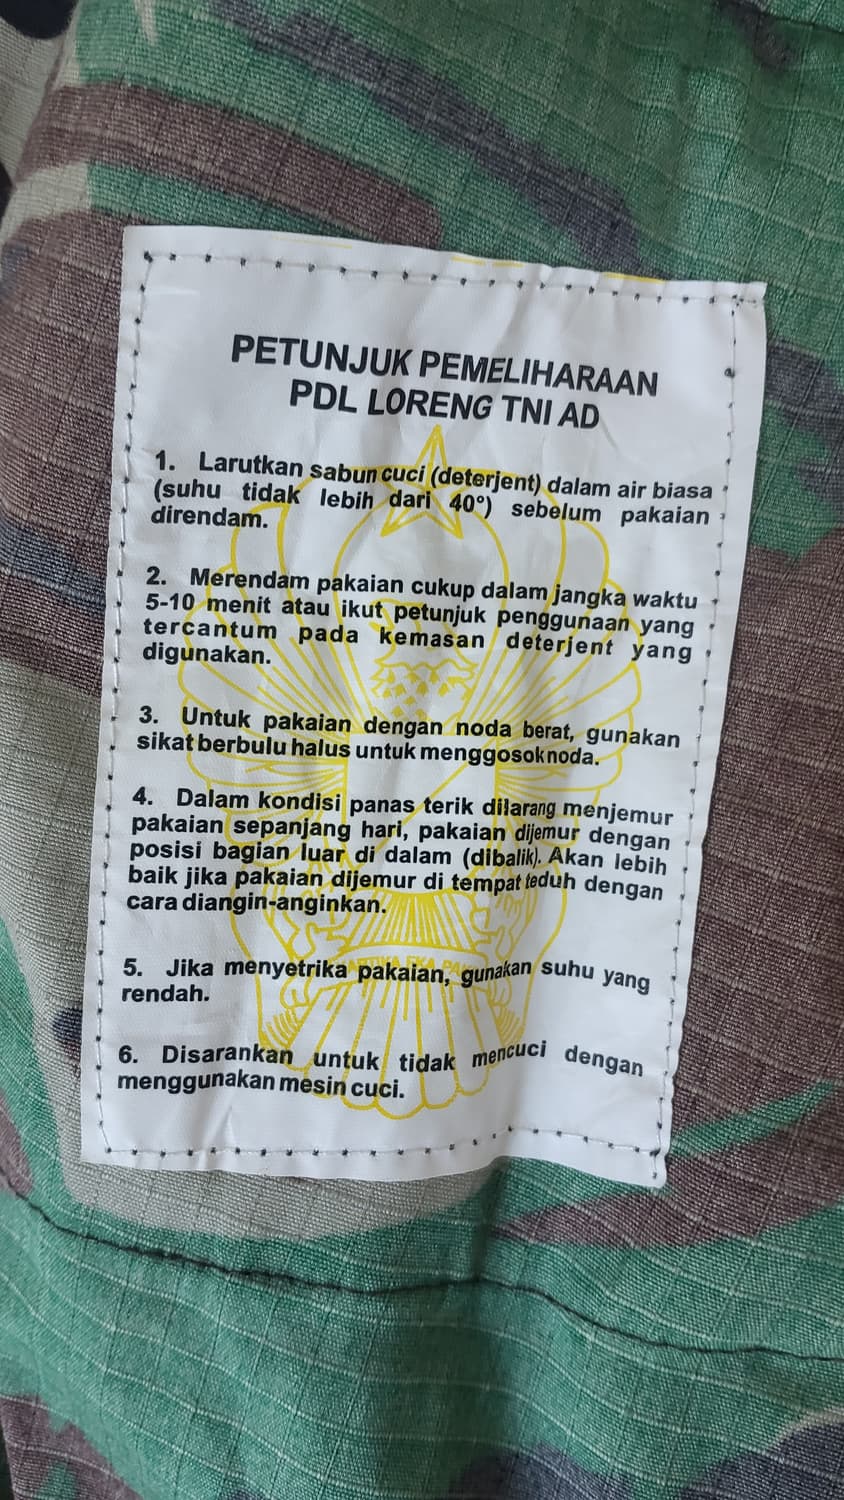 PETUNJUK PEMELIHARAAN
PDL LORENG TNI AD
1. Larutkan sabun cuci (deterjent) dalam air biasa
(suhu tidak lebih dari 40°) sebelum pakaian
direndam.
2. Merendam pakaian cukup dalam jangka waktu
5-10 menit atau ikut petunjuk penggunaan yang
tercantum pada kemasan deterjent yang
digunakan.
3. Untuk pakaian dengan noda berat, gunakan
sikat berbulu halus untuk menggosok noda.
4. Dalam kondisi panas terik dilarang menjemur
pakaian sepanjang hari, pakaian dijemur dengan
posisi bagian luar di dalam (dibalik). Akan lebih
baik jika pakaian dijemur di tempat teduh dengan
cara diangin-anginkan.
5. Jika menyetrika pakaian, gunakan suhu yang
rendah.
6. Disarankan untuk tidak mencuci dengan
menggunakan mesin cuci.